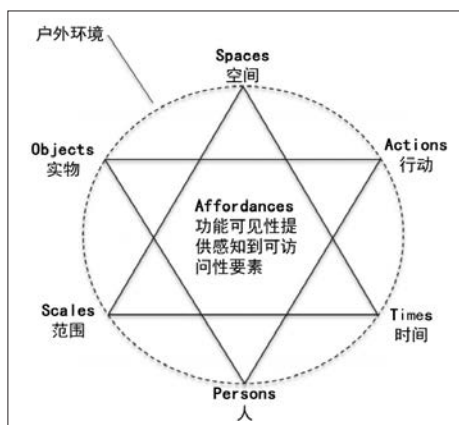 户外环境
Spaces
空间
Objects
实物
Actions
行动
Affordances
功能可见性提
供感知到可访
问性要素
Scales
范围
Times
时间
Persons
人